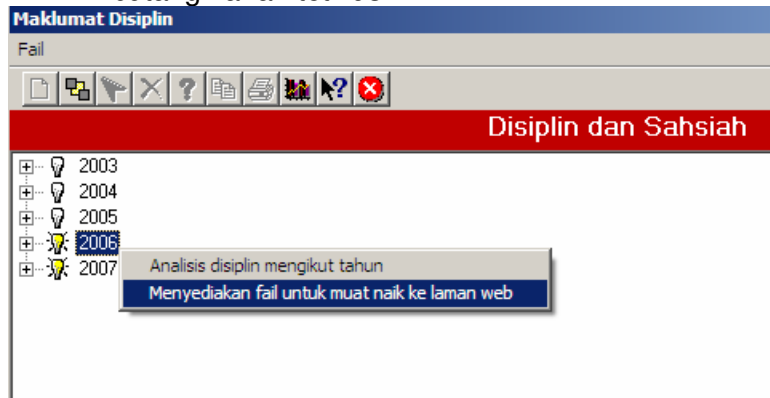 Maklumat Disiplin
Fail
Disiplin dan Sahsiah
2003
2004
2005
2006
2007
Analisis disiplin mengikut tahun
Menyediakan fail untuk muat naik ke laman web